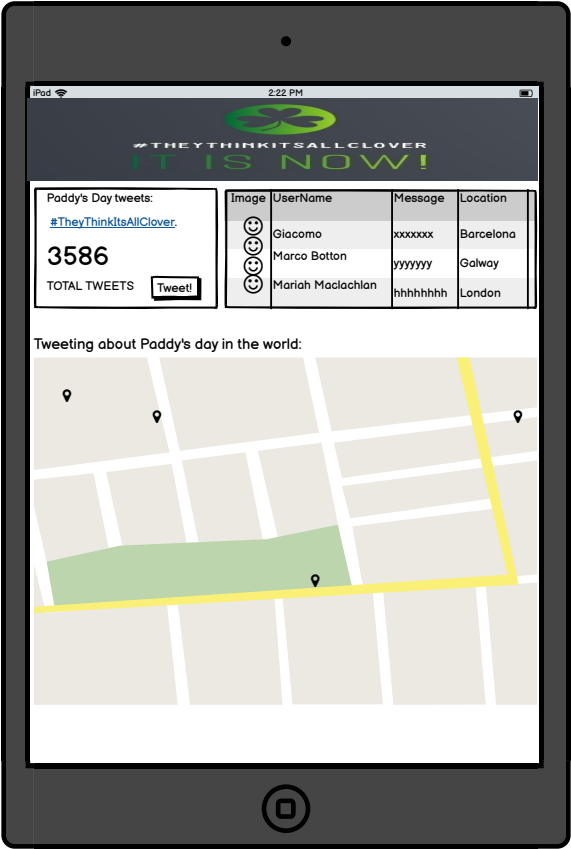 iPad 2:22 PM
#THEYTHINKITSALLCLOVER
IT IS NOW!
Paddy's Day tweets:
#TheyThinkItsAllClover.
3586
TOTAL TWEETS Tweet!
Image UserName Message Location
Giacomo xxxxxxx Barcelona
Marco Botton yyyyyyy Galway
Mariah Maclachlan hhhhhhhh London
Tweeting about Paddy's day in the world: